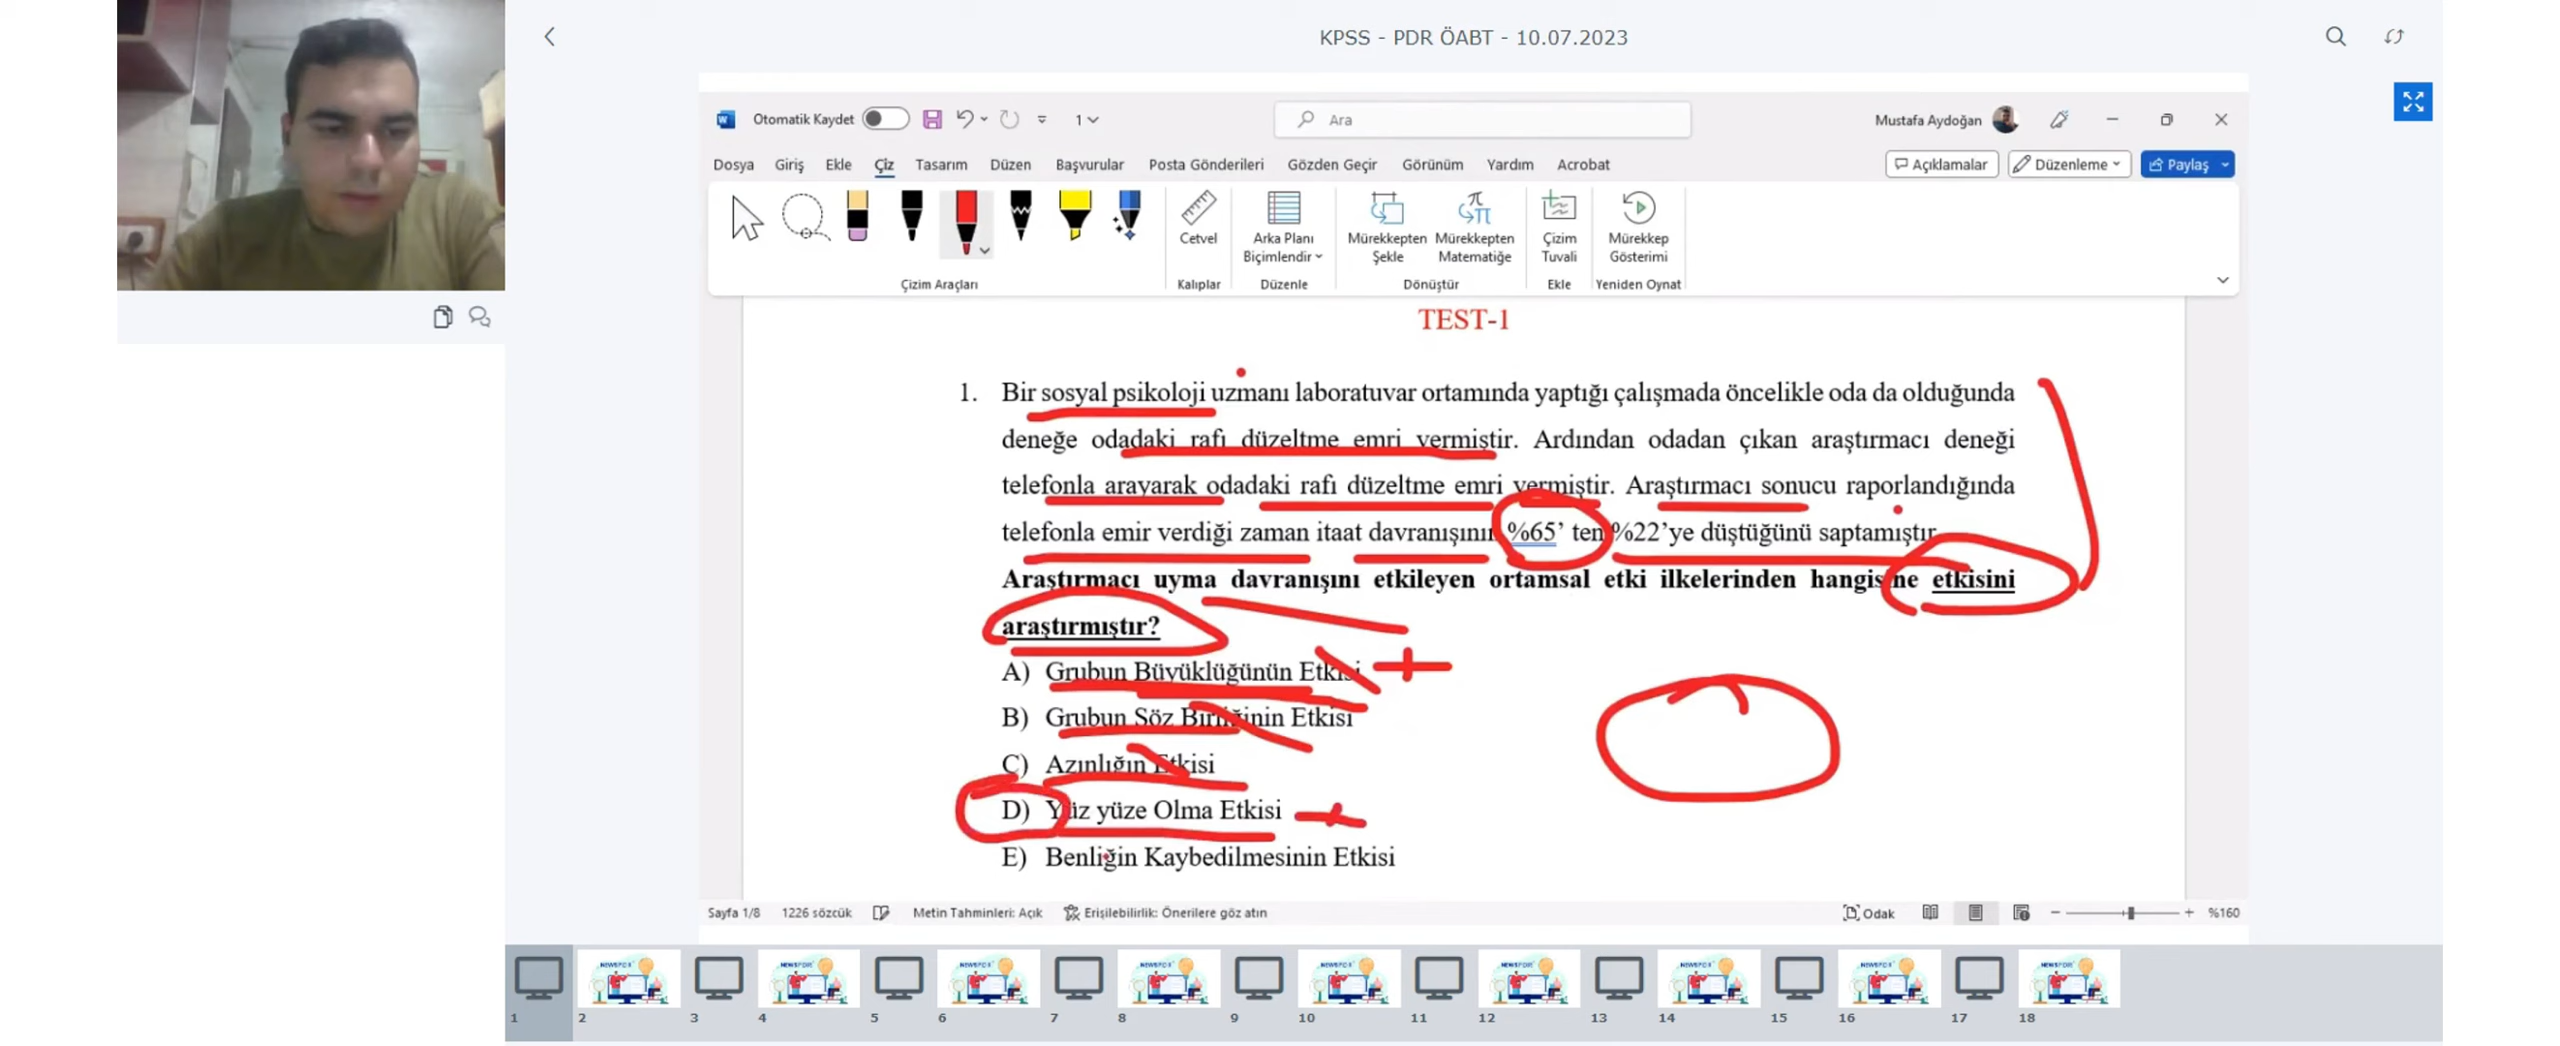 KPSS - PDR ÖABT - 10.07.2023
Otomatik Kaydet
1
Ara
Mustafa Aydoğan
Dosya Giriş Ekle Çiz Tasarım Düzen Başvurular Posta Gönderileri Gözden Geçir Görünüm Yardım Acrobat
Açıklamalar Düzenleme Paylaş
Cetvel
Arka Planı
Biçimlendir
Mürekkepten
Şekle
Mürekkepten
Matematiğe
Çizim
Tuvali
Mürekkep
Gösterimi
Çizim Araçları Kalıplar Düzenle Dönüştür Ekle Yeniden Oynat
TEST-1
1. Bir sosyal psikoloji uzmanı laboratuvar ortamında yaptığı çalışmada öncelikle oda da olduğunda
deneğe odadaki rafı düzeltme emri vermiştir. Ardından odadan çıkan araştırmacı deneği
telefonla arayarak odadaki rafı düzeltme emri vermiştir. Araştırmacı sonucu raporlandığında
telefonla emir verdiği zaman itaat davranışının %65’ ten %22’ye düştüğünü saptamıştır.
Araştırmacı uyma davranışını etkileyen ortamsal etki ilkelerinden hangisine etkisini
araştırmıştır?
A) Grubun Büyüklüğünün Etkisi
B) Grubun Söz Birliğinin Etkisi
C) Azınlığın Etkisi
D) Yüz yüze Olma Etkisi
E) Benliğin Kaybedilmesinin Etkisi
Sayfa 1/8 1226 sözcük Metin Tahminleri: Açık Erişilebilirlik: Önerilere göz atın Odak %160
1 2 3 4 5 6 7 8 9 10 11 12 13 14 15 16 17 18